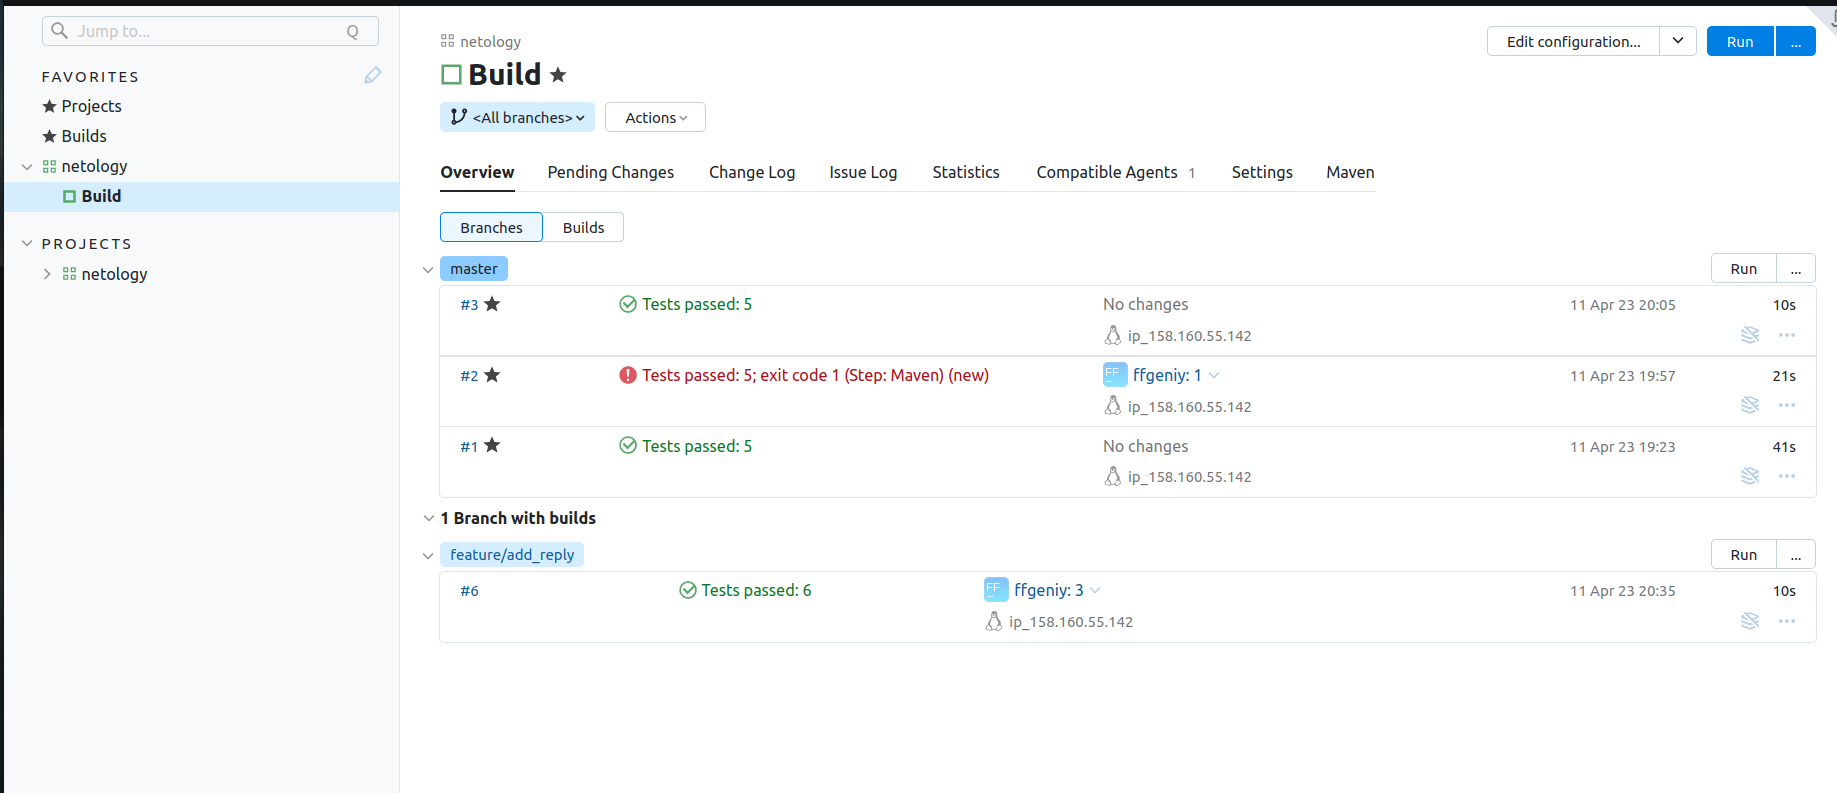 Jump to... Q
FAVORITES
Projects
Builds
netology
Build
PROJECTS
netology
netology
Edit configuration...
Run
...
Build
<All branches>
Actions
Overview Pending Changes Change Log Issue Log Statistics Compatible Agents 1 Settings Maven
Branches Builds
master Run ...
#3 Tests passed: 5 No changes 11 Apr 23 20:05 10s
ip_158.160.55.142
#2 Tests passed: 5; exit code 1 (Step: Maven) (new) FF ffgeniy: 1 11 Apr 23 19:57 21s
ip_158.160.55.142
#1 Tests passed: 5 No changes 11 Apr 23 19:23 41s
ip_158.160.55.142
1 Branch with builds
feature/add_reply Run ...
#6 Tests passed: 6 FF ffgeniy: 3 11 Apr 23 20:35 10s
ip_158.160.55.142